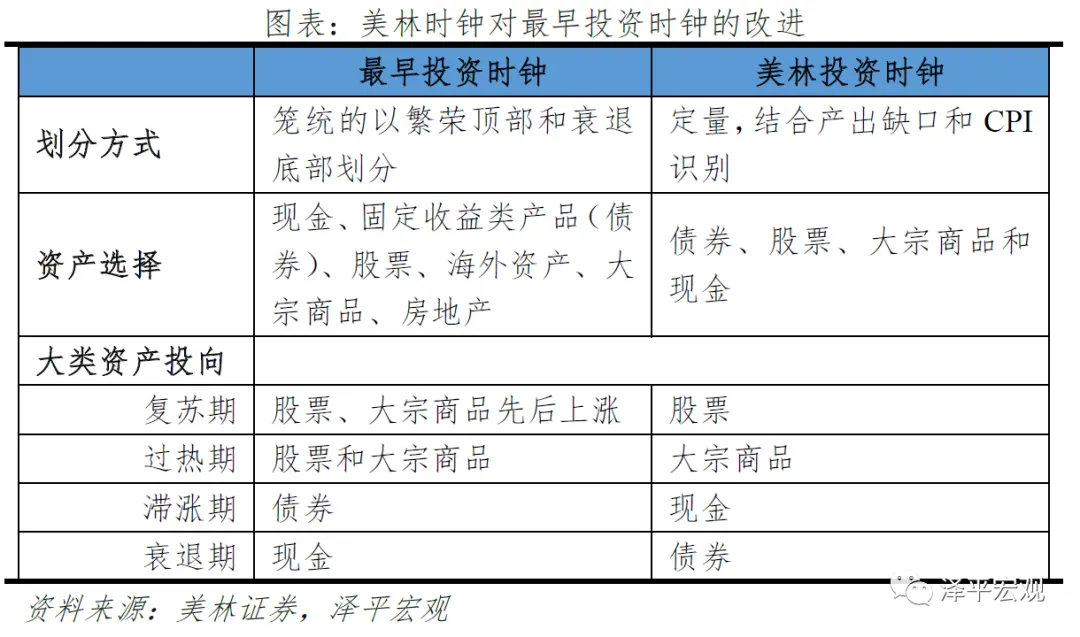 图表：美林时钟对最早投资时钟的改进
最早投资时钟
美林投资时钟
划分方式
笼统的以繁荣顶部和衰退
底部划分
定量，结合产出缺口和 CPI
识别
资产选择
现金、固定收益类产品（债
券）、股票、海外资产、大
宗商品、房地产
债券、股票、大宗商品和
现金
大类资产投向
复苏期
股票、大宗商品先后上涨
股票
过热期
股票和大宗商品
大宗商品
滞涨期
债券
现金
衰退期
现金
债券
泽平宏观
资料来源：美林证券，泽平宏观